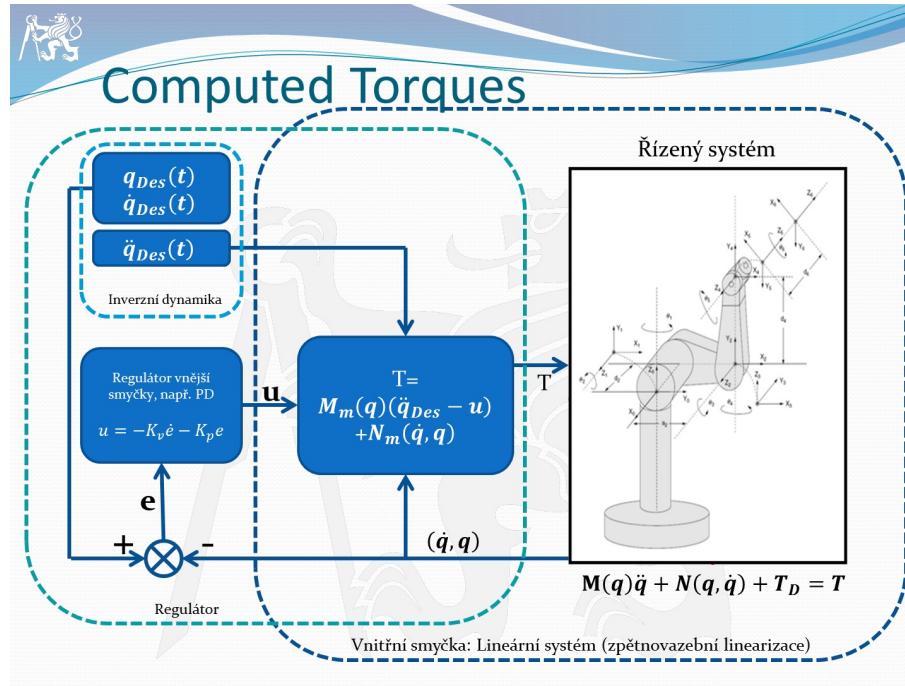 Computed Torques
Řízený systém
q_Des(t)
q̇_Des(t)
q̈_Des(t)
Inverzní dynamika
Regulátor vnější
smyčky, např. PD
u = −K_v ė − K_p e
u
T=
M_m(q)(q̈_Des − u)
+N_m(q̇, q)
T
e
+
-
(q̇, q)
M(q)q̈ + N(q, q̇) + T_D = T
Regulátor
Vnitřní smyčka: Lineární systém (zpětnovazební linearizace)